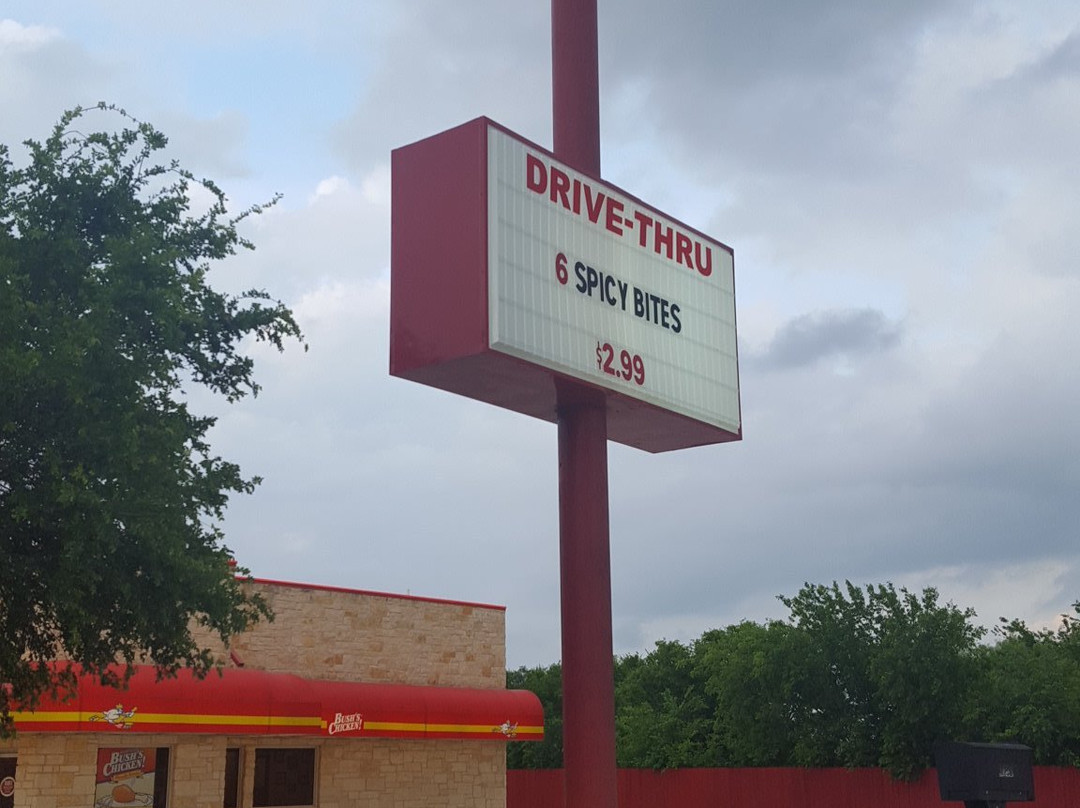 DRIVE-THRU
6 SPICY BITES
$2.99
BUSH'S
CHICKEN!
BUSH'S
CHICKEN!